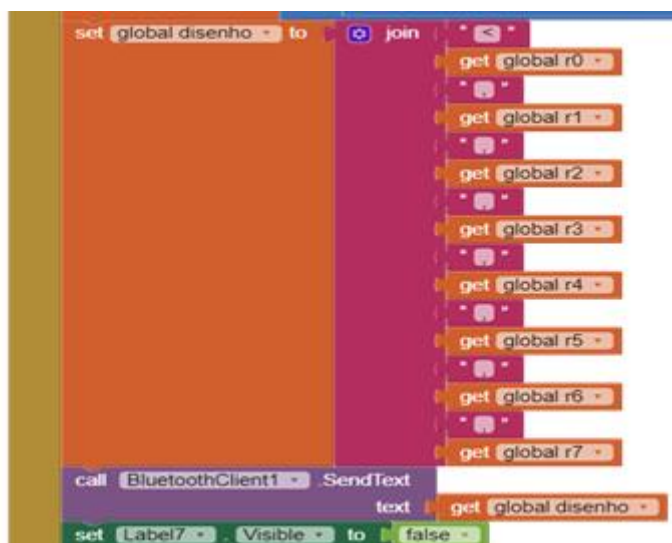 set global disenho to join " < "
get global r0
" , "
get global r1
" , "
get global r2
" , "
get global r3
" , "
get global r4
" , "
get global r5
" , "
get global r6
" , "
get global r7
call BluetoothClient1 .SendText
text get global disenho
set Label7 . Visible to false